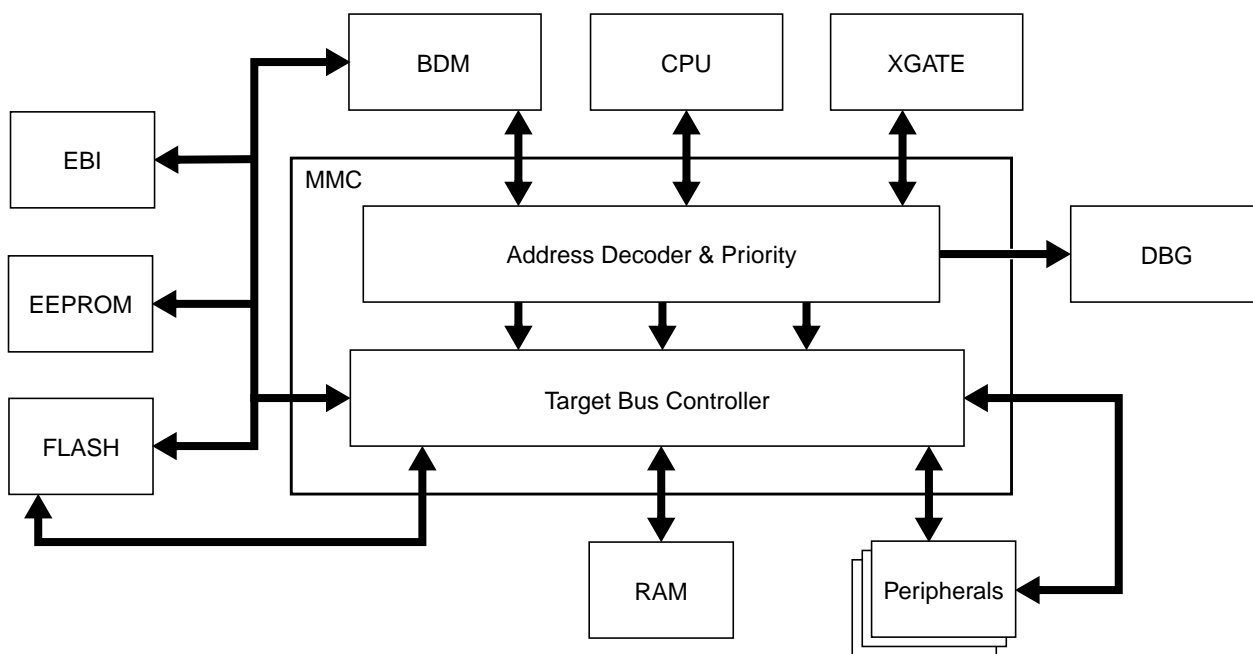 BDM
CPU
XGATE
EBI
MMC
Address Decoder & Priority
DBG
EEPROM
Target Bus Controller
FLASH
RAM
Peripherals